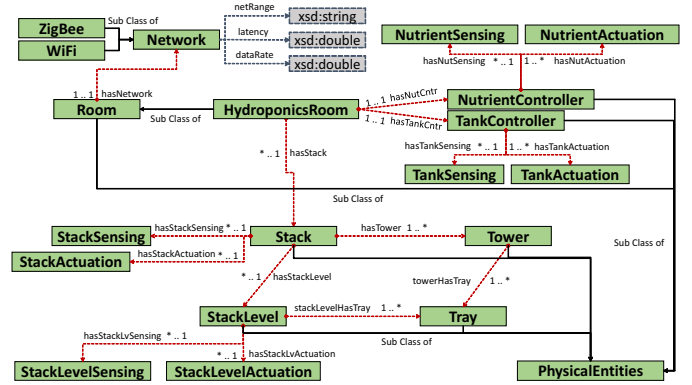 Sub Class of
netRange
xsd:string
ZigBee
WiFi
Network
latency
xsd:double
dataRate
xsd:double
NutrientSensing
NutrientActuation
hasNutSensing * .. 1
1 .. * hasNutActuation
1 .. 1 hasNetwork
Room
Sub Class of
HydroponicsRoom
1 .. 1 hasNutCntr
1 .. 1 hasTankCntr
NutrientController
TankController
hasTankSensing * .. 1
1 .. * hasTankActuation
TankSensing
TankActuation
* .. 1
hasStack
Sub Class of
StackSensing
hasStackSensing * .. 1
Stack
hasTower 1 .. *
Tower
Sub Class of
StackActuation
hasStackActuation * .. 1
* .. 1
hasStackLevel
towerHasTray
1 .. *
StackLevel
stackLevelHasTray 1 .. *
Tray
hasStackLvSensing * .. 1
Sub Class of
* .. 1
hasStackLvActuation
StackLevelSensing
StackLevelActuation
PhysicalEntities